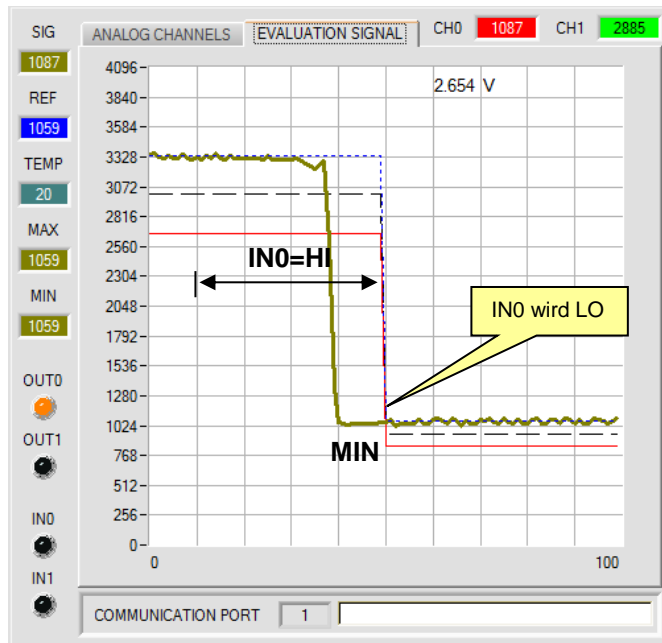 SIG
1087
REF
1059
TEMP
20
MAX
1059
MIN
1059
OUT0
OUT1
IN0
IN1
ANALOG CHANNELS
EVALUATION SIGNAL
CH0
1087
CH1
2885
4096
3840
3584
3328
3072
2816
2560
2304
2048
1792
1536
1280
1024
768
512
256
0
2.654 V
IN0=HI
IN0 wird LO
MIN
0
100
COMMUNICATION PORT
1